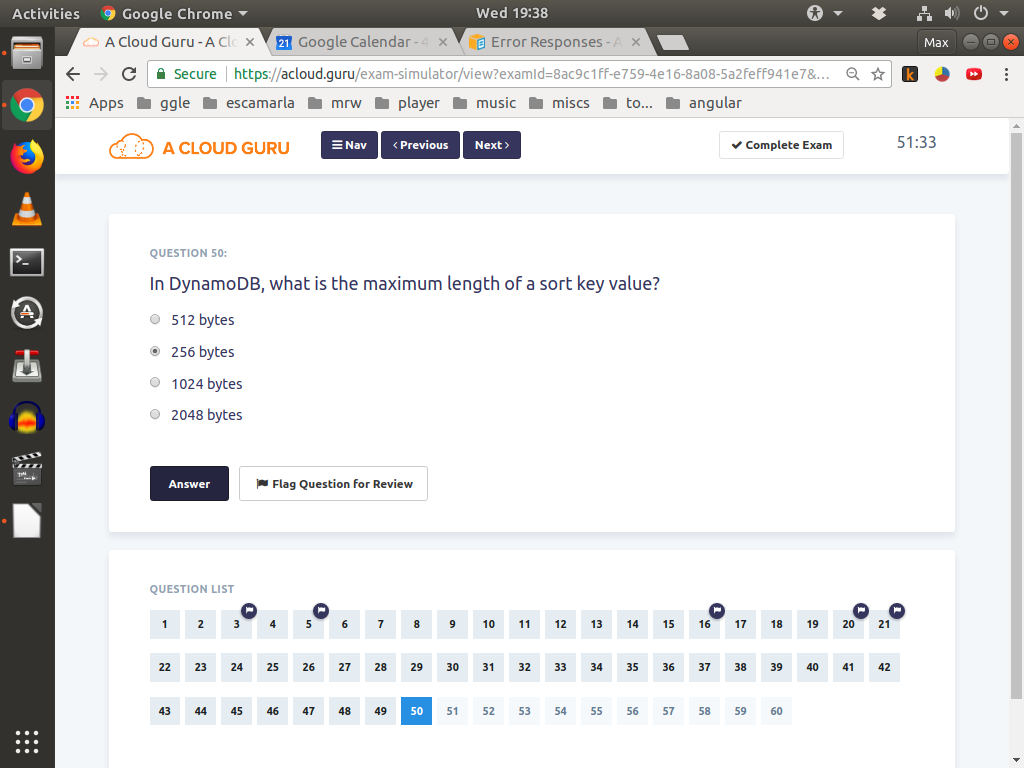 Activities Google Chrome Wed 19:38
A Cloud Guru - A Clo Google Calendar - 4 Error Responses - A Max
Secure https://acloud.guru/exam-simulator/view?examId=8ac9c1ff-e759-4e16-8a08-5a2feff941e7&...
Apps ggle escamarla mrw player music miscs to... angular
A CLOUD GURU Nav Previous Next Complete Exam 51:33
QUESTION 50:
In DynamoDB, what is the maximum length of a sort key value?
512 bytes
256 bytes
1024 bytes
2048 bytes
Answer Flag Question for Review
QUESTION LIST
1 2 3 4 5 6 7 8 9 10 11 12 13 14 15 16 17 18 19 20 21
22 23 24 25 26 27 28 29 30 31 32 33 34 35 36 37 38 39 40 41 42
43 44 45 46 47 48 49 50 51 52 53 54 55 56 57 58 59 60